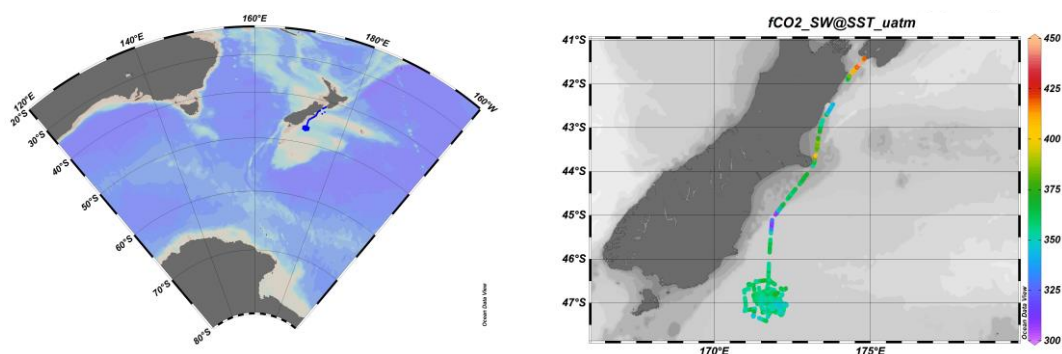 160°E
140°E
180°E
120°E
160°W
20°S
30°S
40°S
50°S
60°S
70°S
80°S
Ocean Data View
fCO2_SW@SST_uatm
41°S
42°S
43°S
44°S
45°S
46°S
47°S
170°E
175°E
450
425
400
375
350
325
300
Ocean Data View